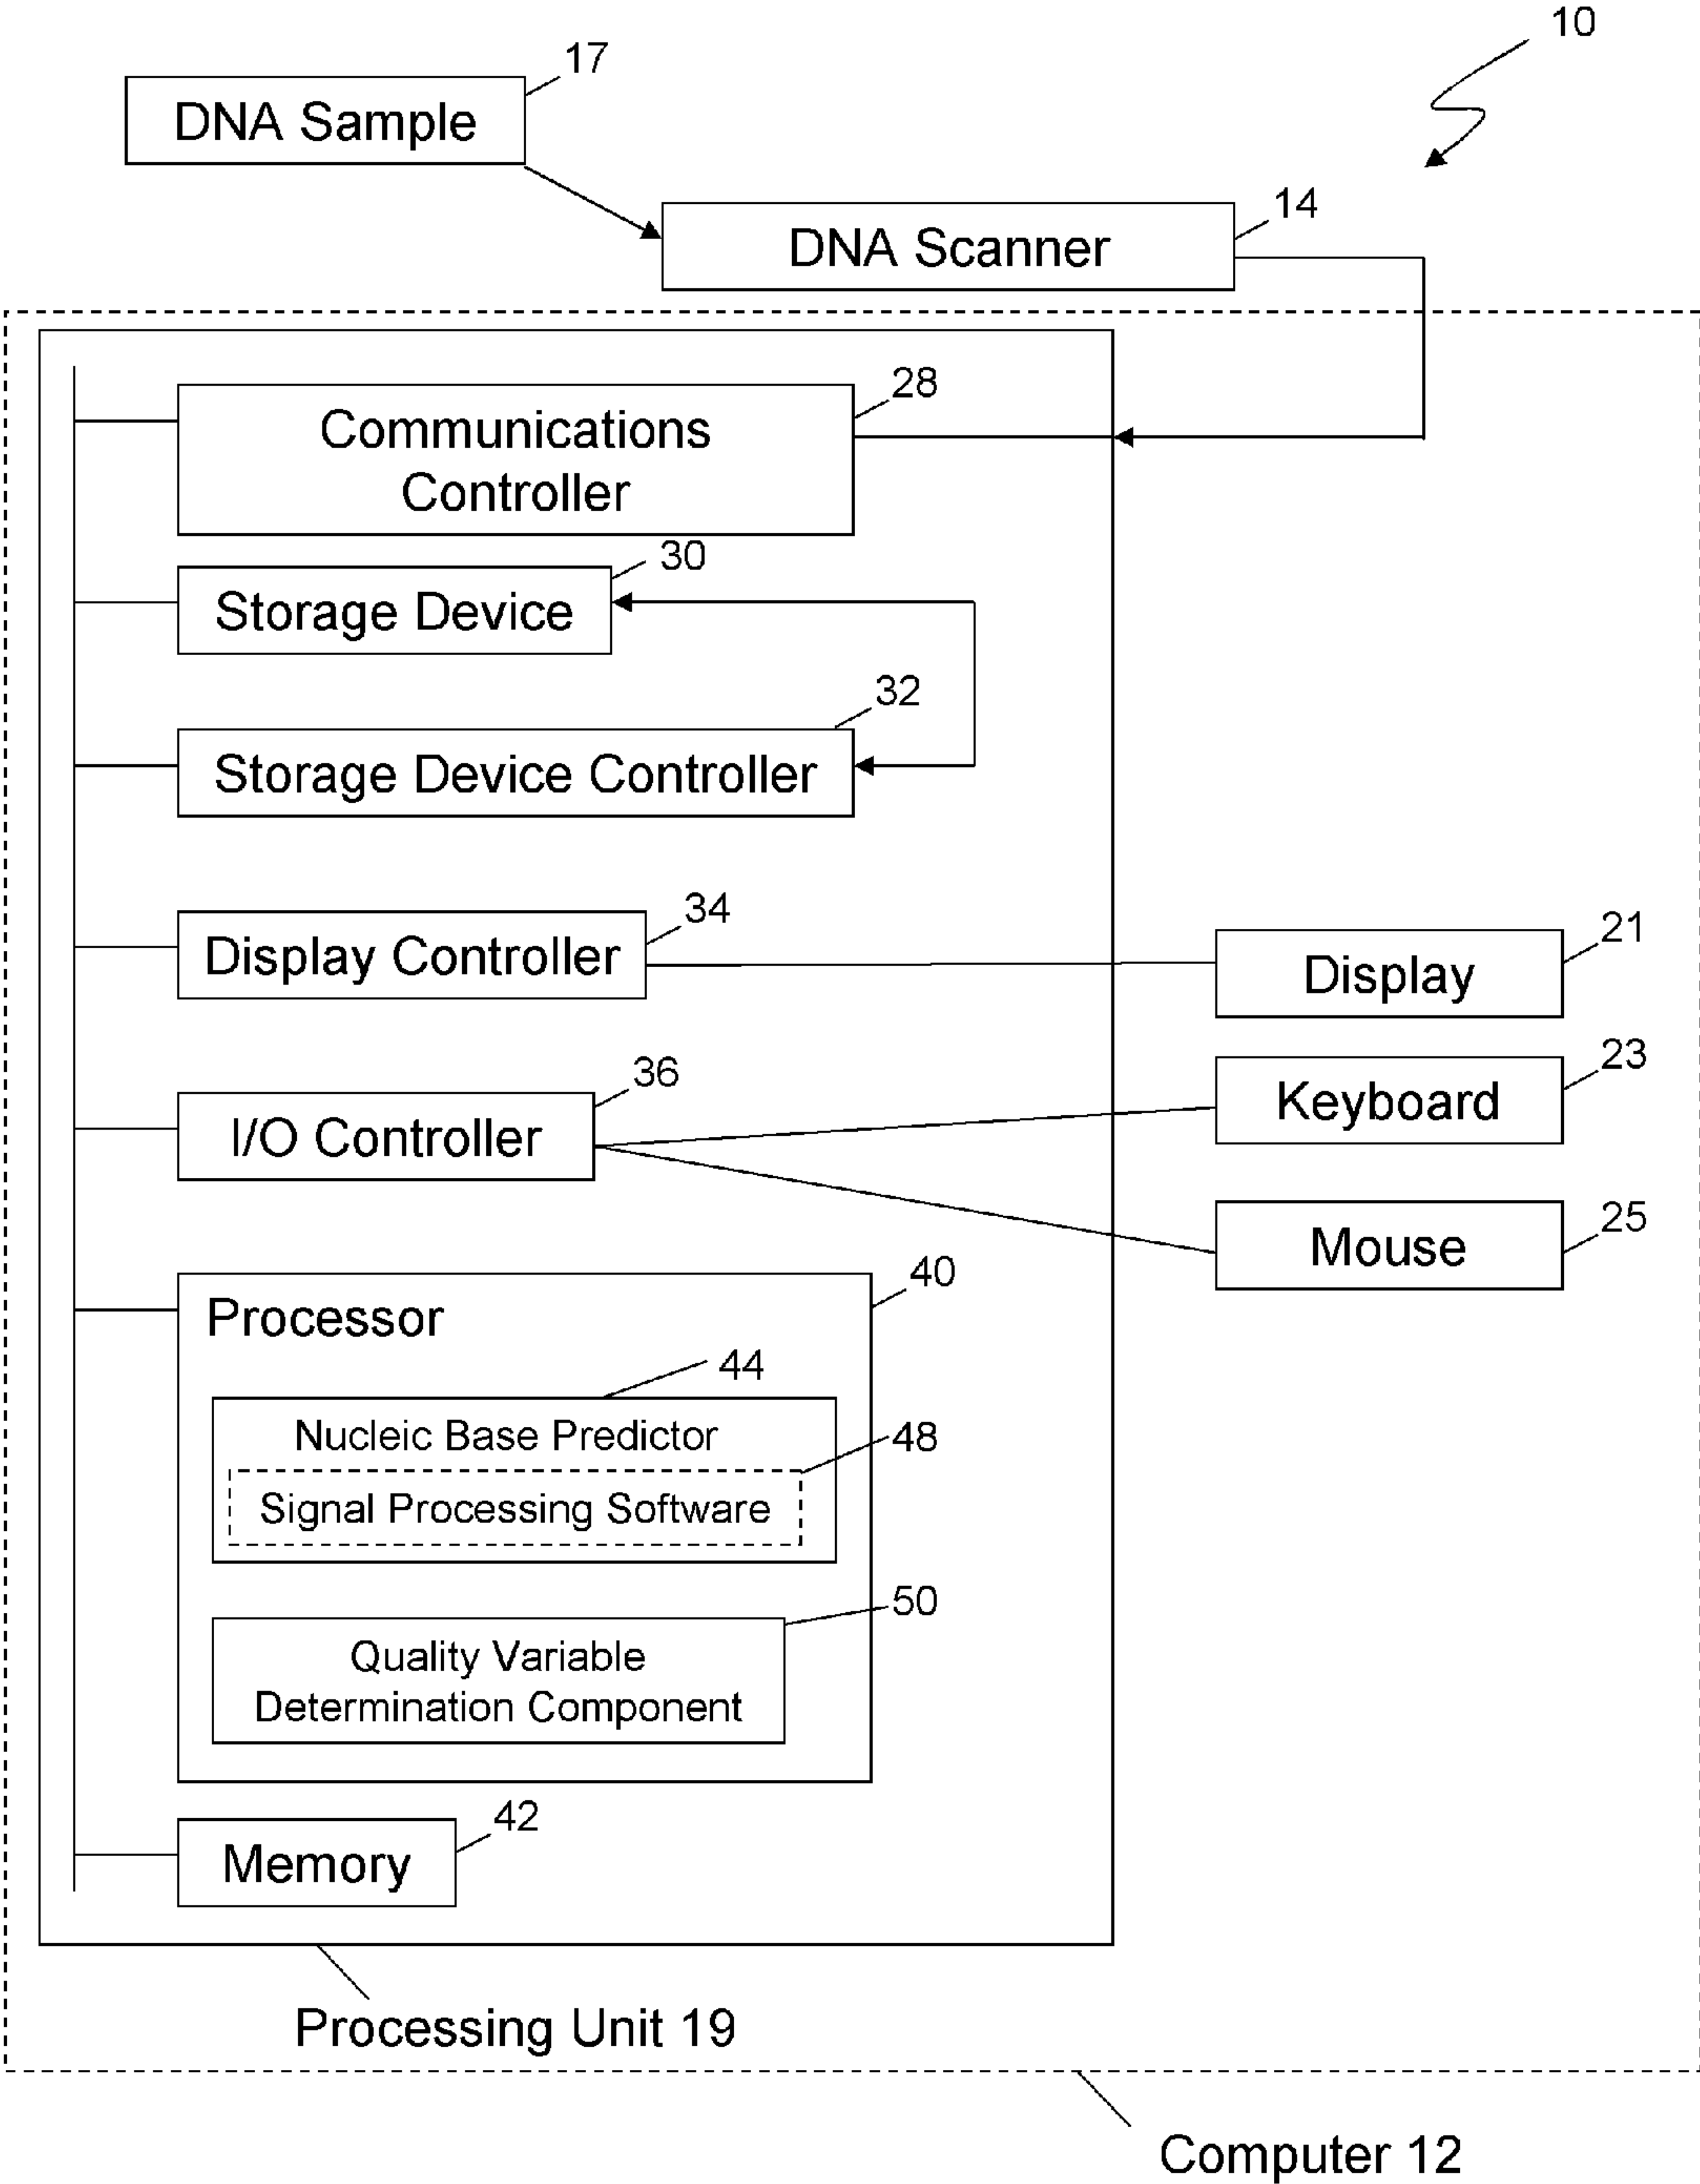 10
17
DNA Sample
14
DNA Scanner
28
Communications
Controller
30
Storage Device
32
Storage Device Controller
34
Display Controller
21
Display
36
I/O Controller
23
Keyboard
25
Mouse
40
Processor
44
Nucleic Base Predictor
48
Signal Processing Software
50
Quality Variable
Determination Component
42
Memory
Processing Unit 19
Computer 12